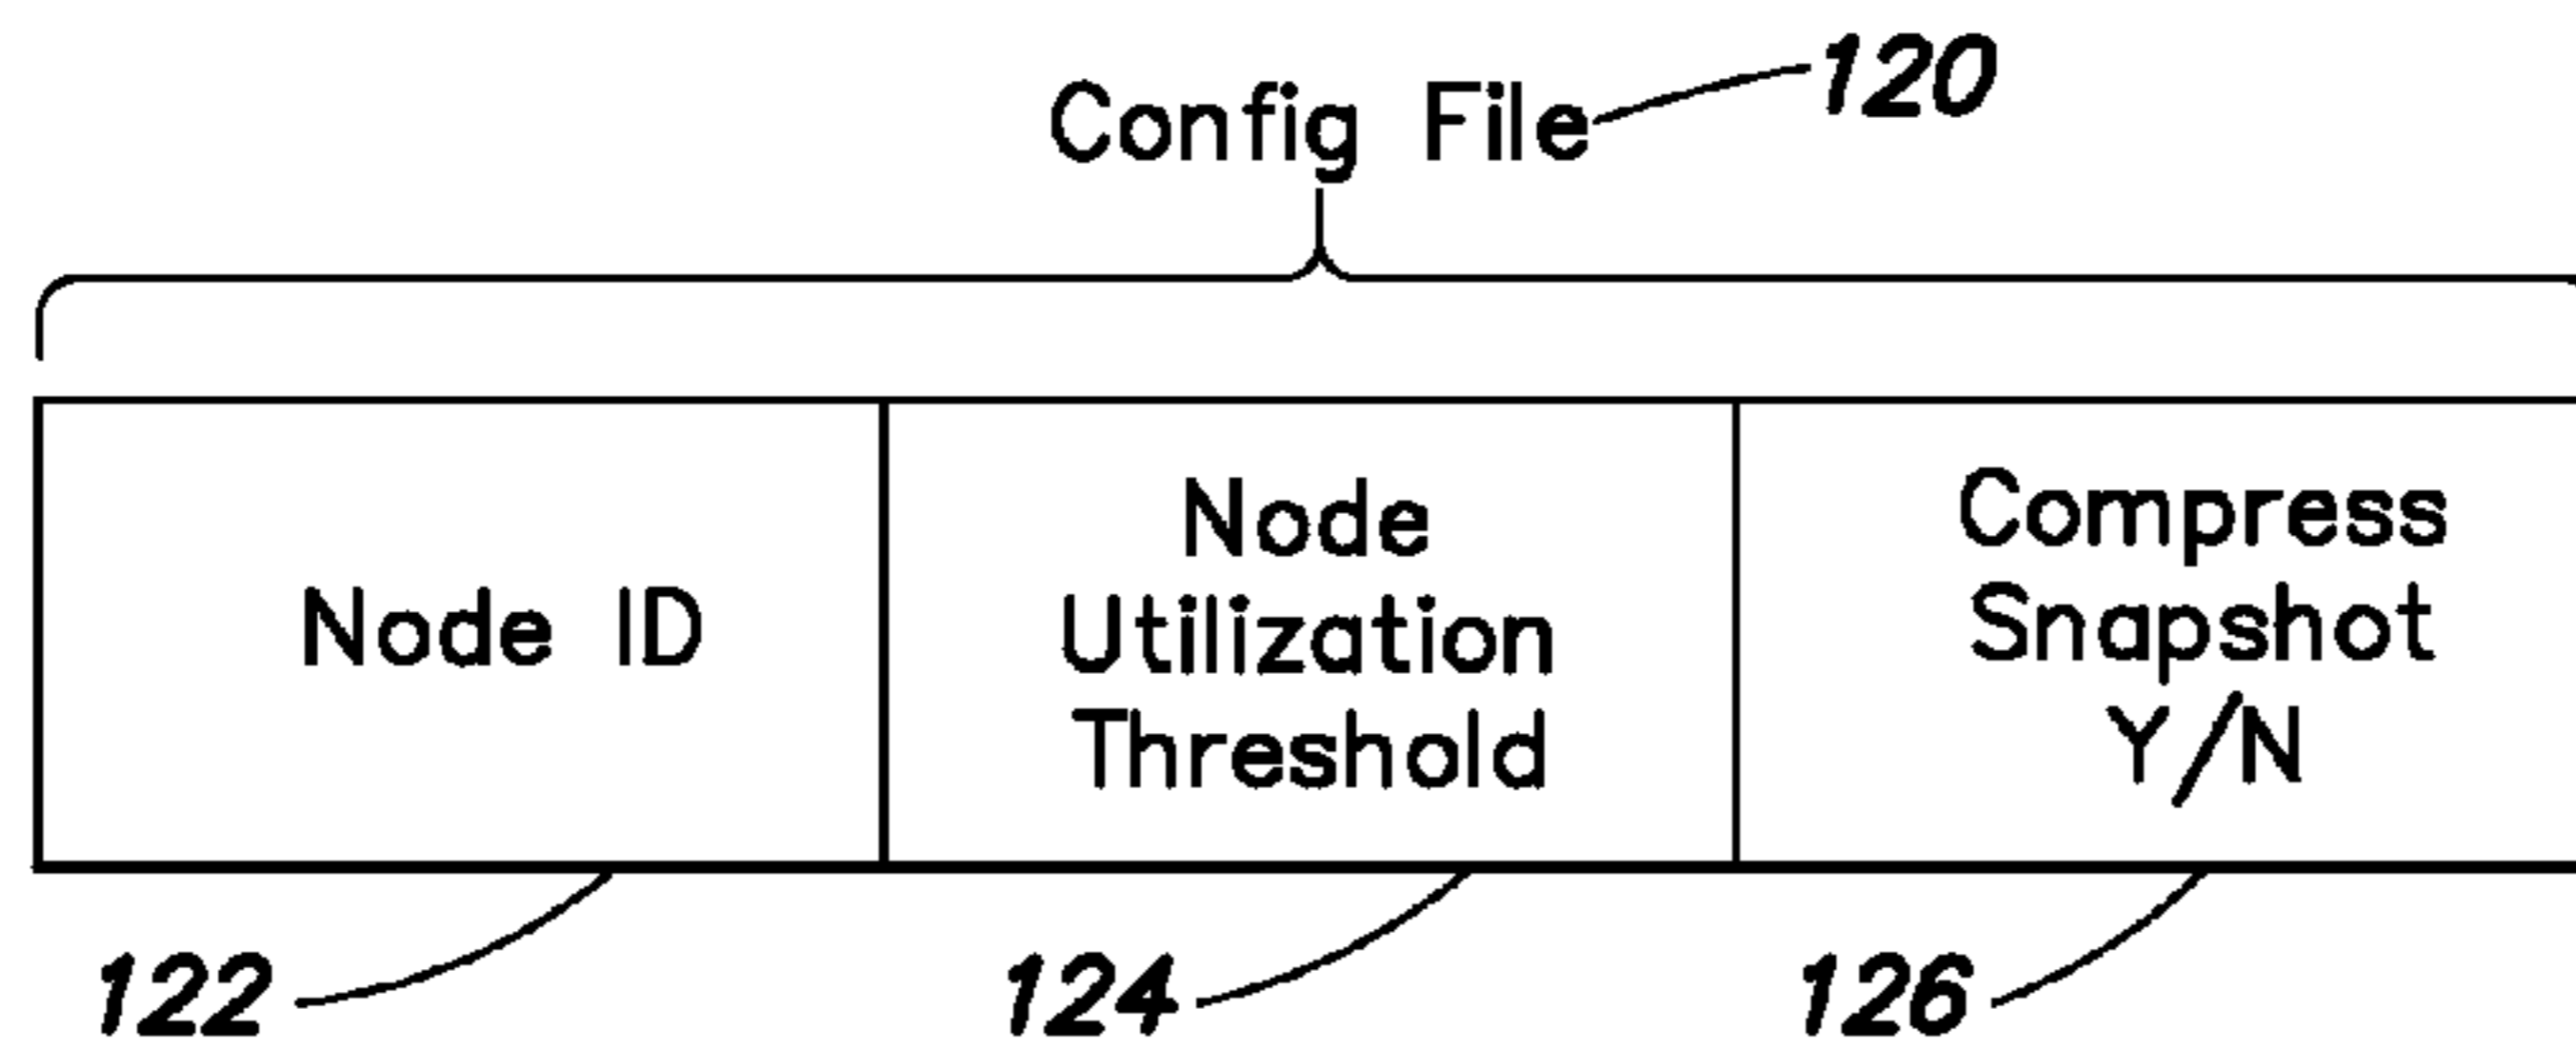 Config File 120
Node ID
Node
Utilization
Threshold
Compress
Snapshot
Y/N
122 124 126